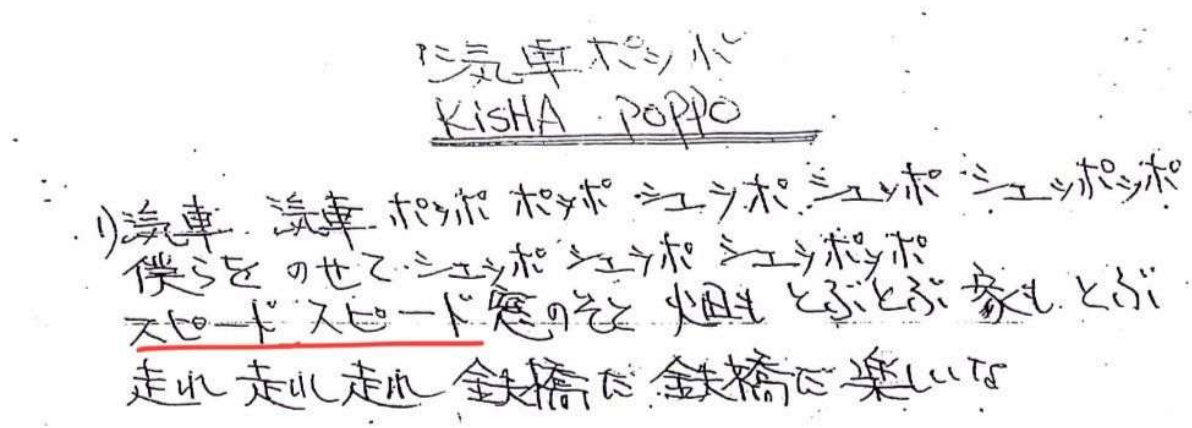 汽車ポッポ
KiSHA POPPO
1)汽車 汽車 ポッポ ポッポ シュッポ シュッポ シュッポッポ
僕らを のせて シュッポ シュッポ シュッポッポ
スピード スピード 窓のそと 畑も とぶとぶ 家も とぶ
走れ 走れ 走れ 鉄橋だ 鉄橋だ 楽しいな